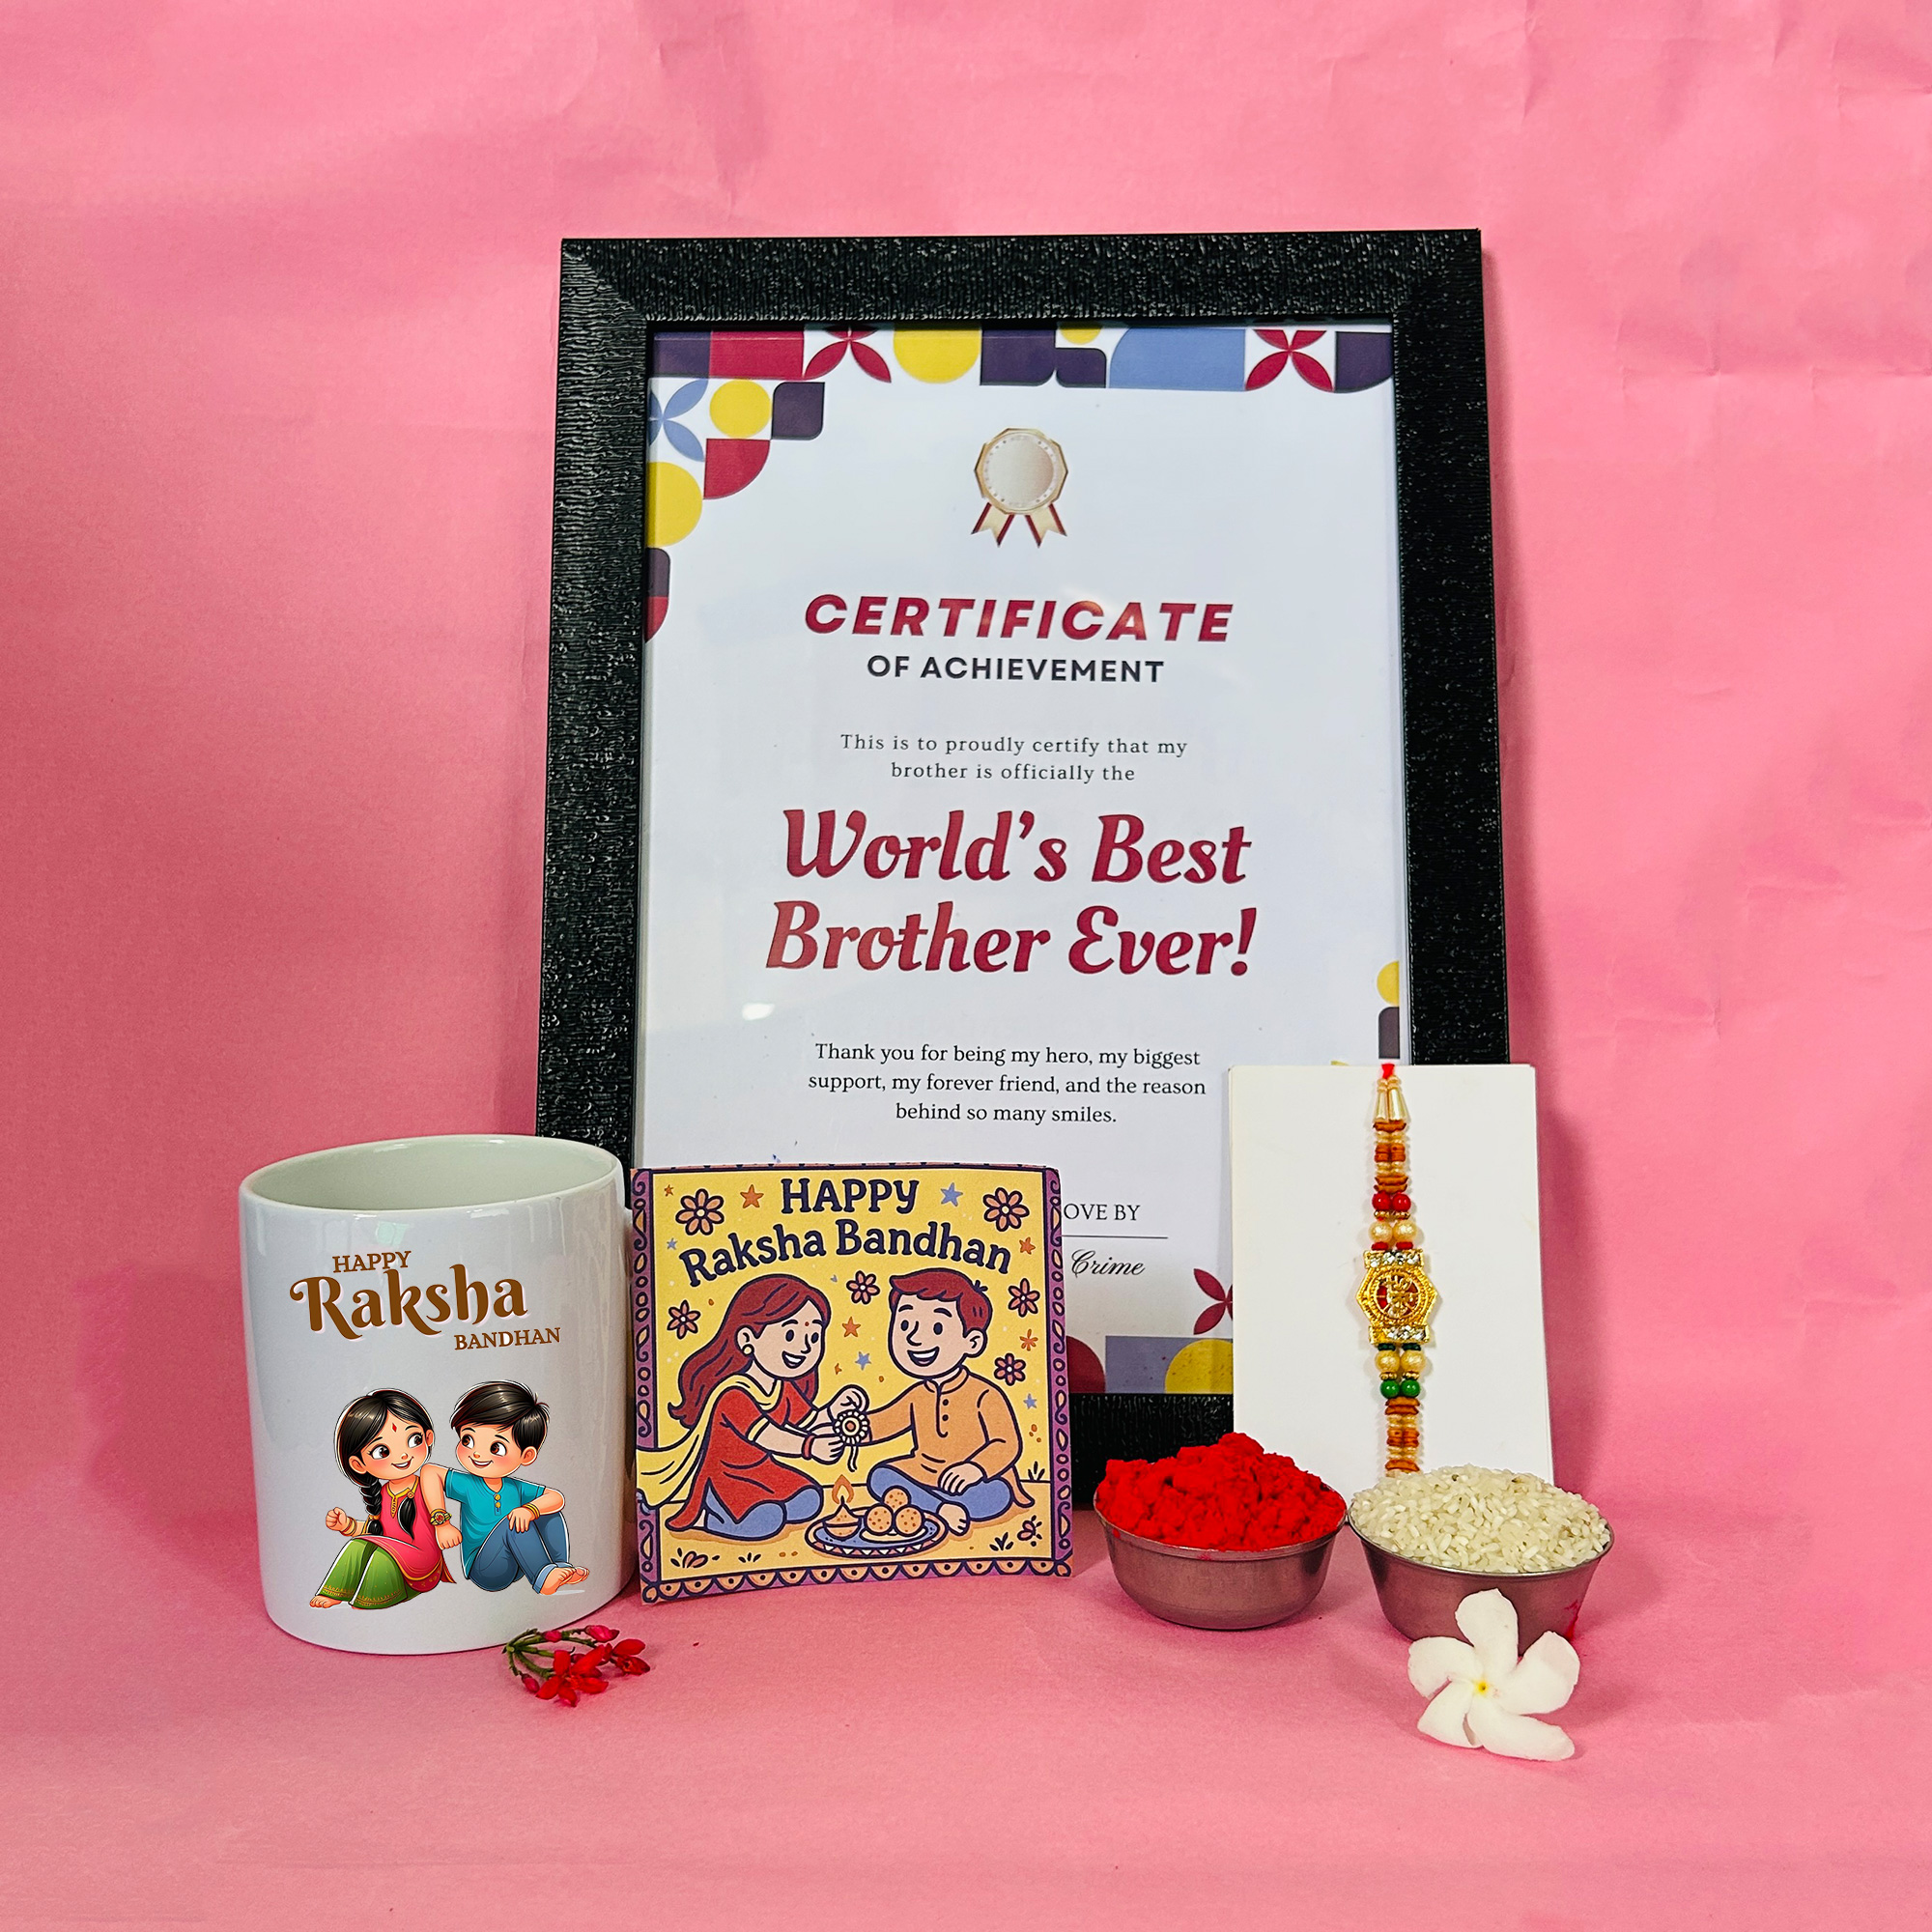 CERTIFICATE
OF ACHIEVEMENT
This is to proudly certify that my
brother is officially the
World's Best
Brother Ever!
Thank you for being my hero, my biggest
support, my forever friend, and the reason
behind so many smiles.
OVE BY
Crime
HAPPY
Raksha
BANDHAN
HAPPY
Raksha Bandhan